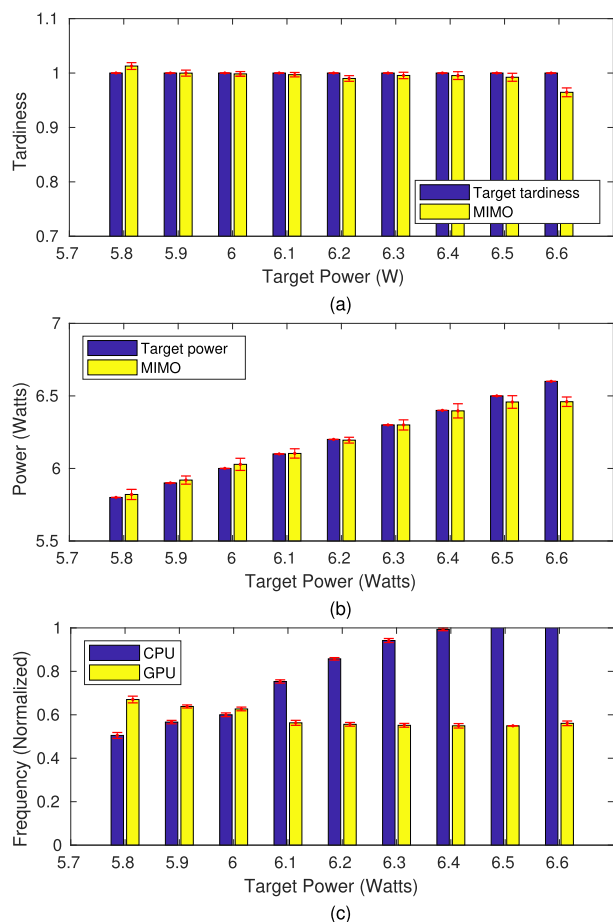 1.1
1
0.9
0.8
0.7
Tardiness
Target tardiness
MIMO
5.7 5.8 5.9 6 6.1 6.2 6.3 6.4 6.5 6.6
Target Power (W)
(a)
7
6.5
6
5.5
Power (Watts)
Target power
MIMO
5.7 5.8 5.9 6 6.1 6.2 6.3 6.4 6.5 6.6
Target Power (Watts)
(b)
1
0.8
0.6
0.4
0.2
0
Frequency (Normalized)
CPU
GPU
5.7 5.8 5.9 6 6.1 6.2 6.3 6.4 6.5 6.6
Target Power (Watts)
(c)